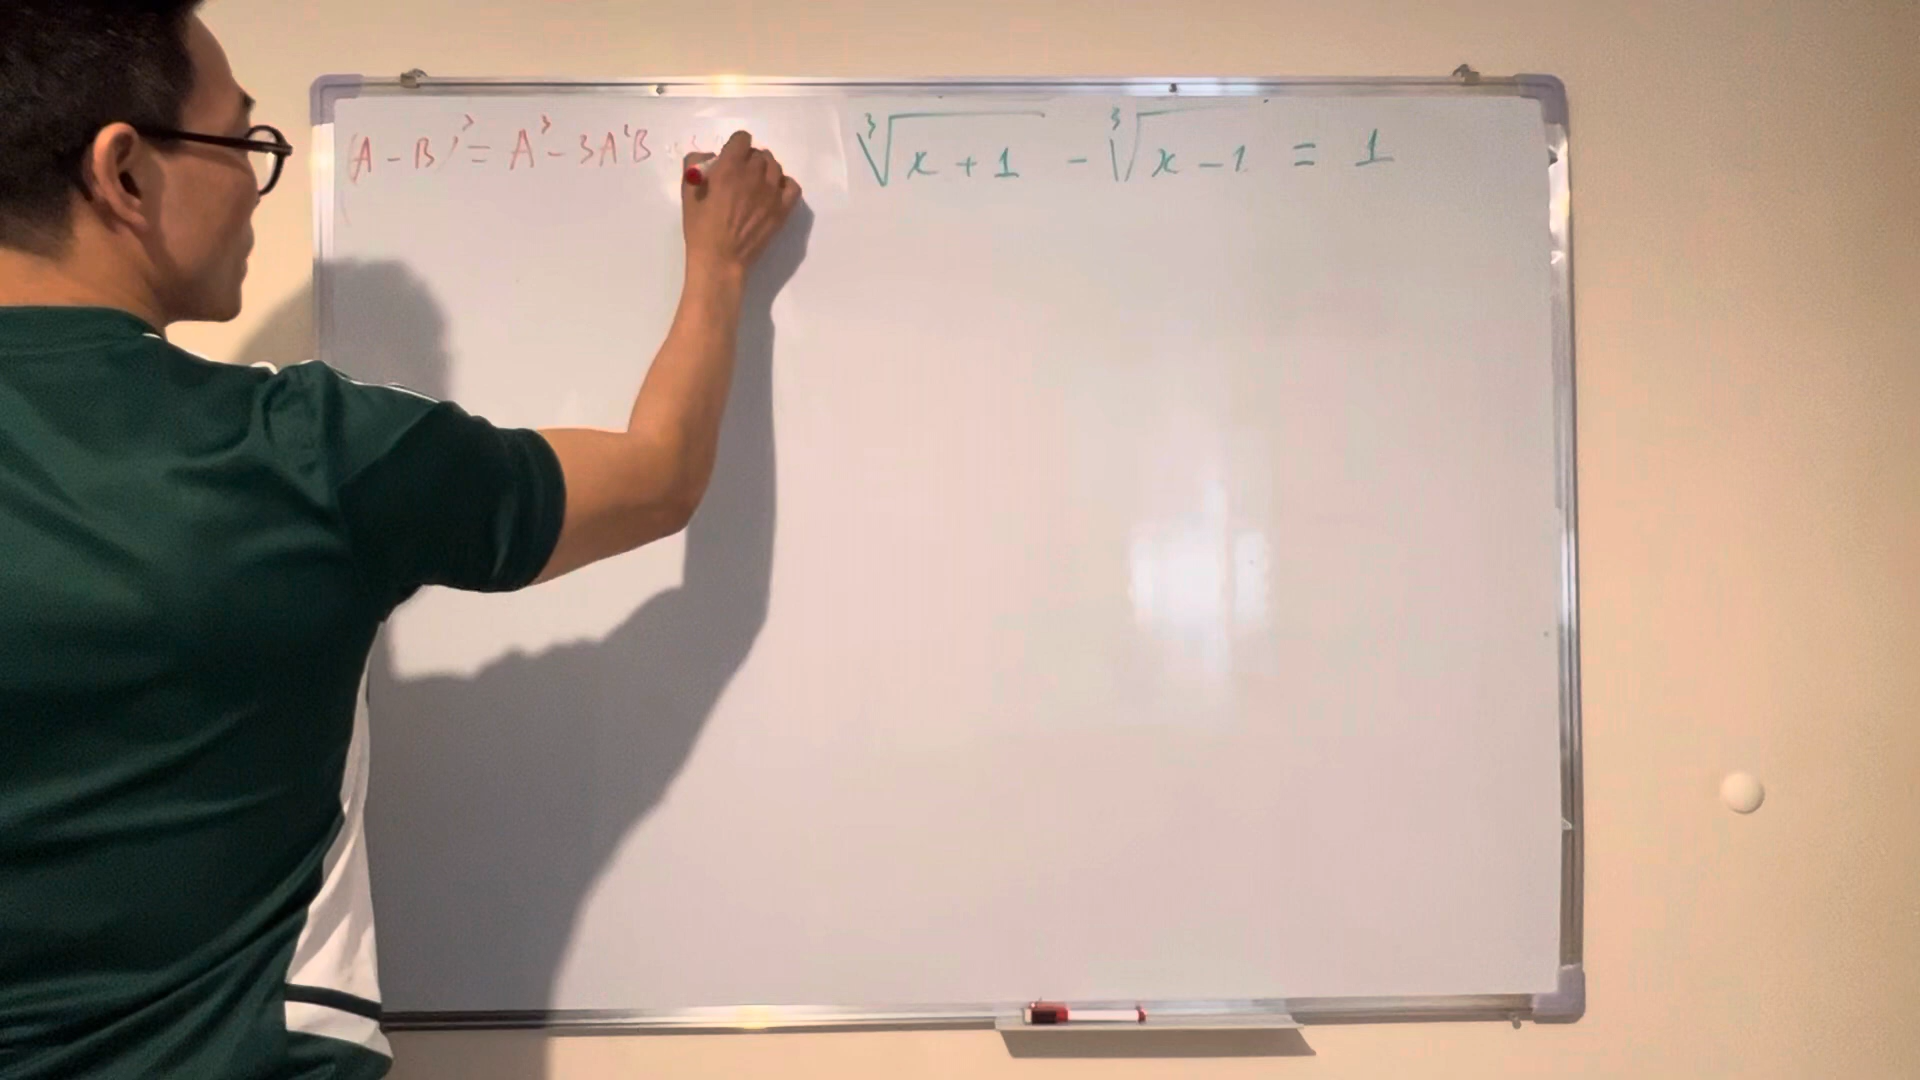 (A - B)³ = A³ - 3A²B
∛(x + 1) - ∛(x - 1) = 1